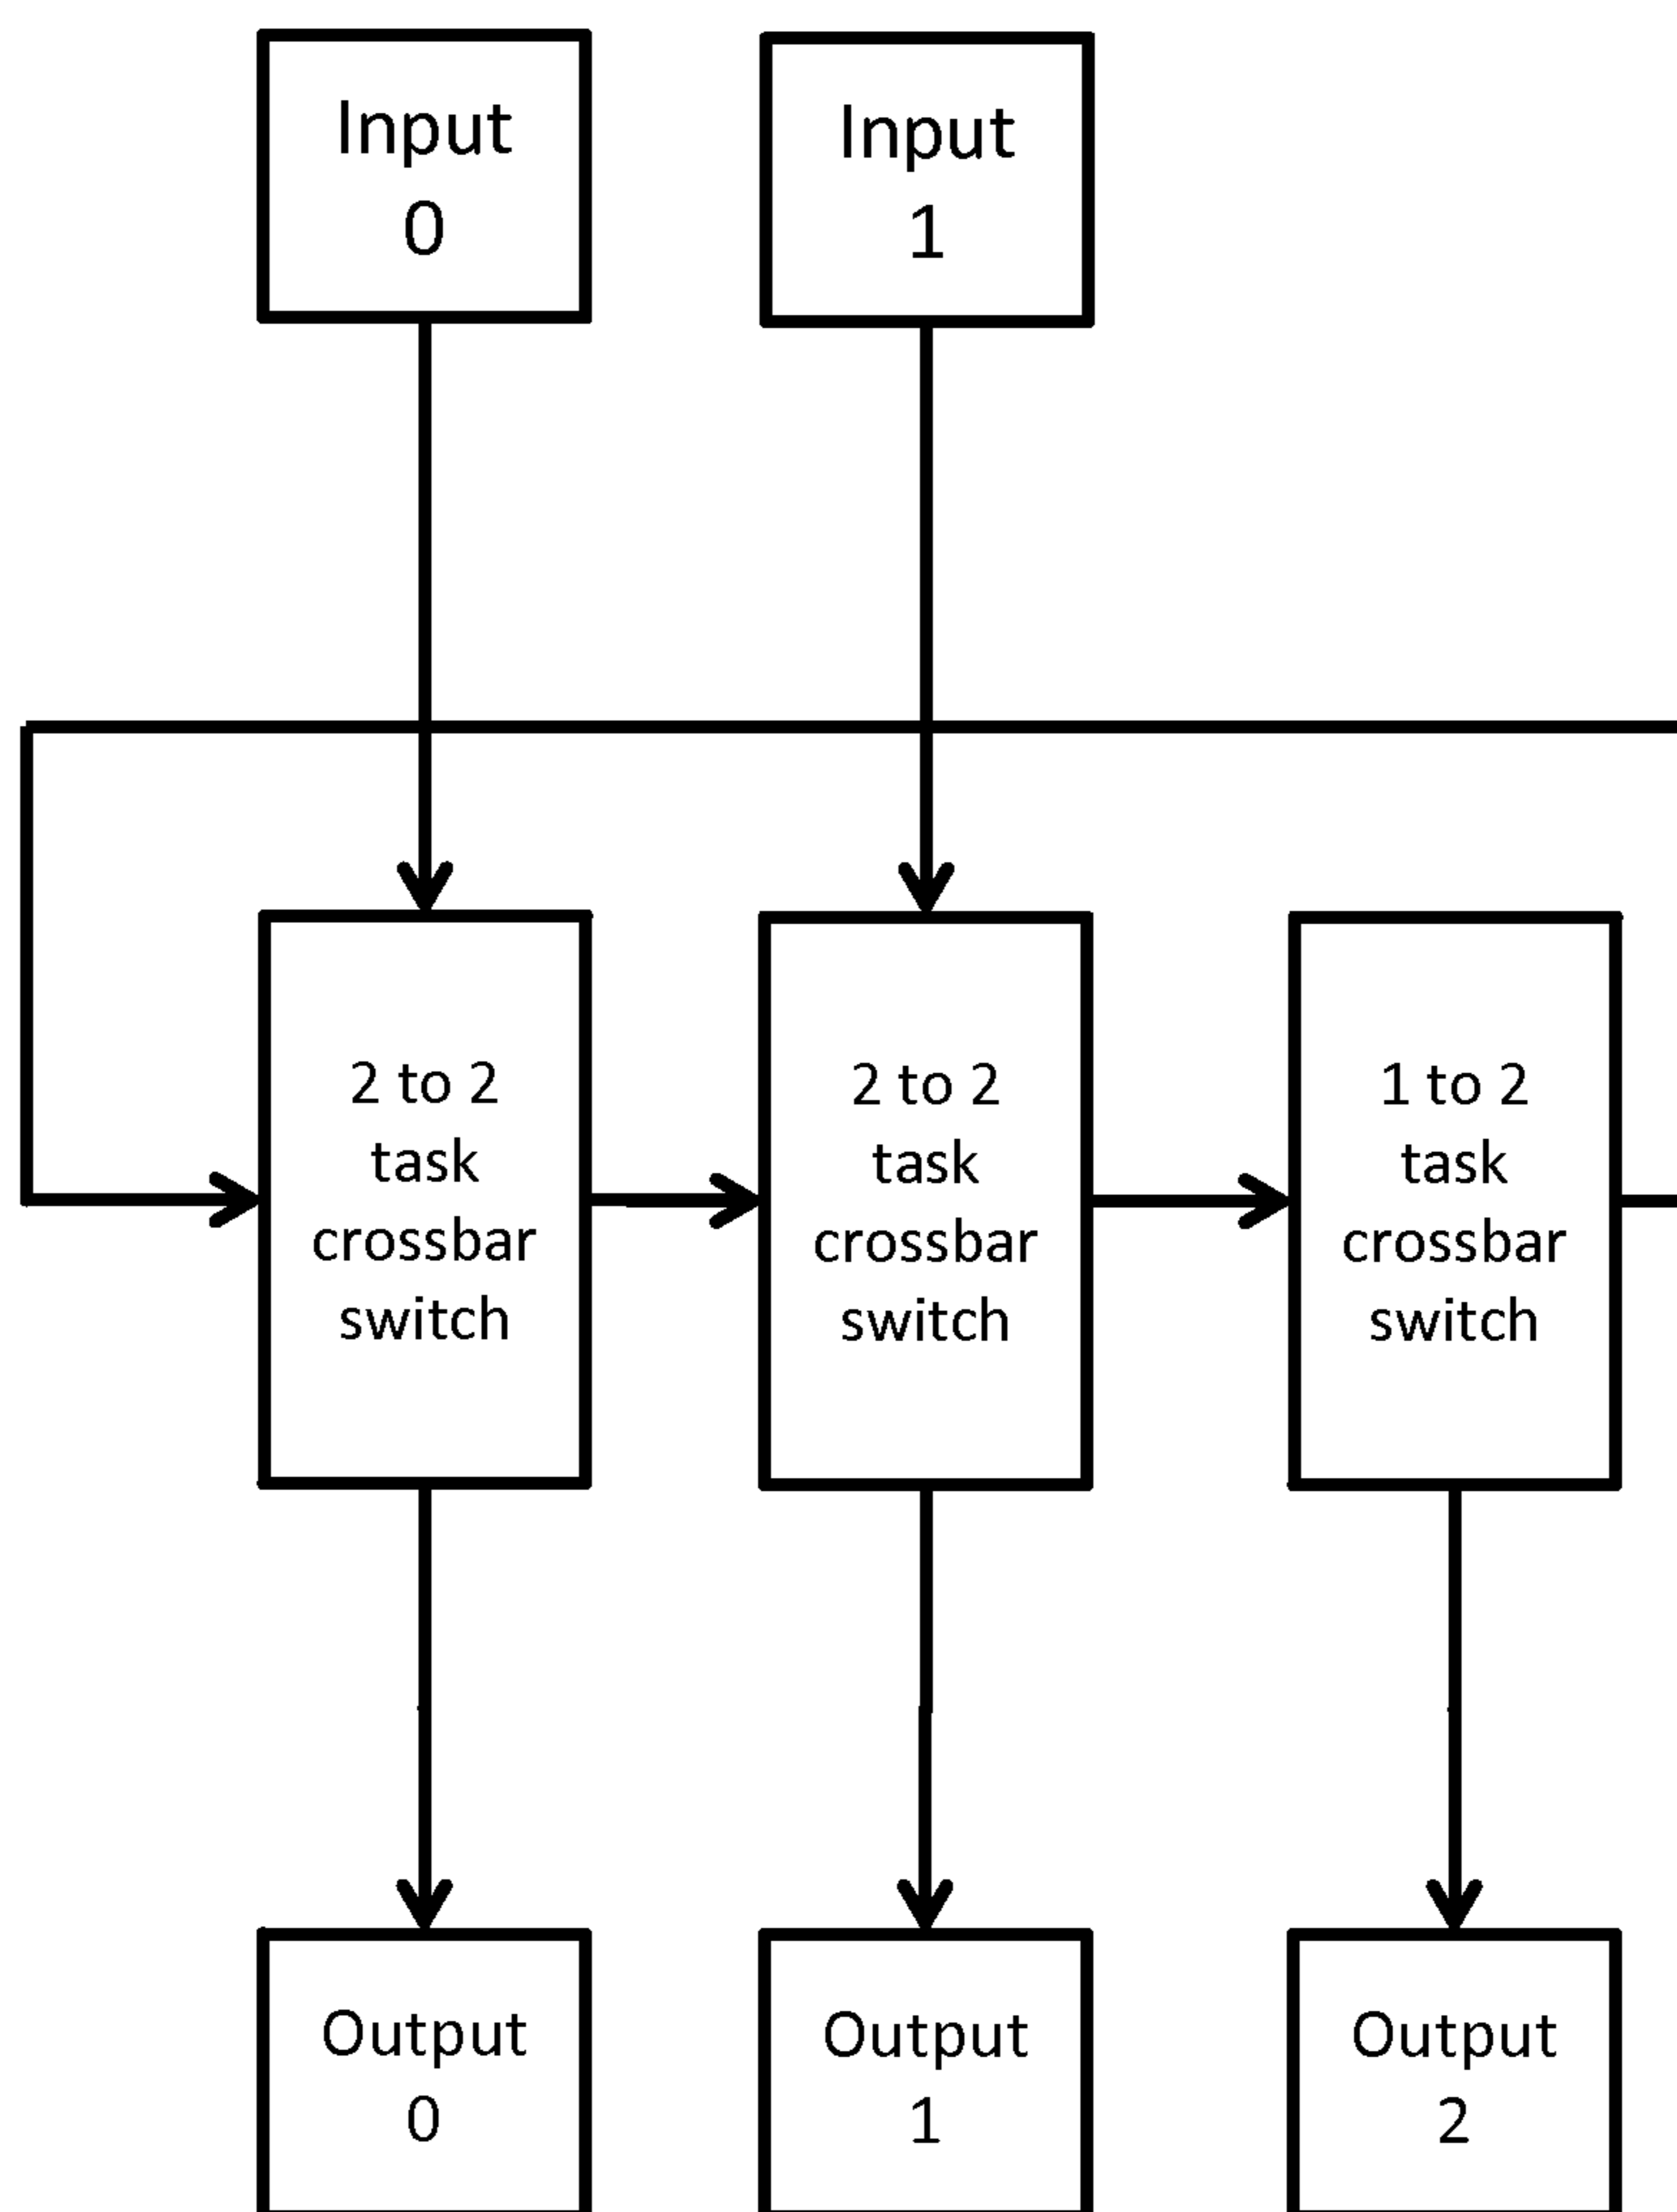 Input
0
Input
1
2 to 2
task
crossbar
switch
2 to 2
task
crossbar
switch
1 to 2
task
crossbar
switch
Output
0
Output
1
Output
2